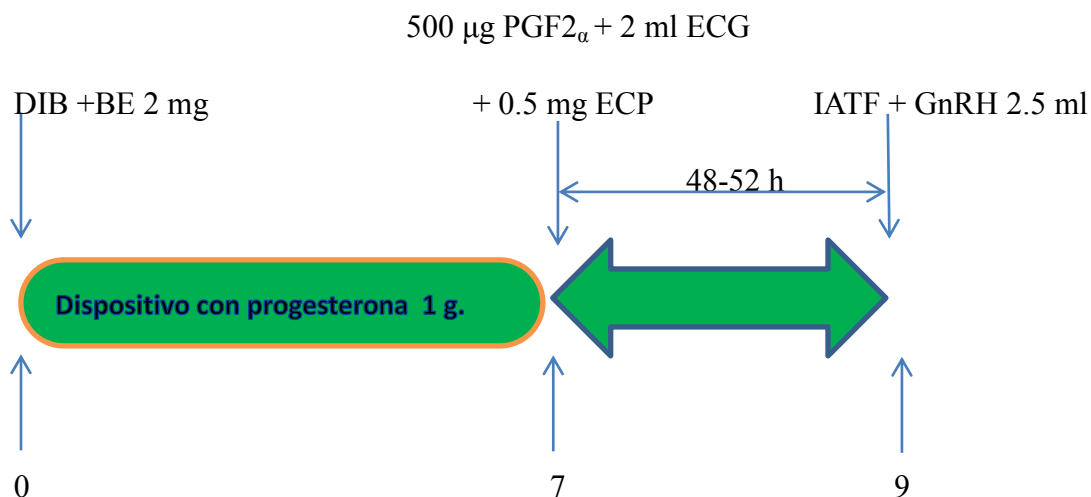 500 µg PGF2α + 2 ml ECG
DIB +BE 2 mg + 0.5 mg ECP IATF + GnRH 2.5 ml
48-52 h
Dispositivo con progesterona 1 g.
0 7 9